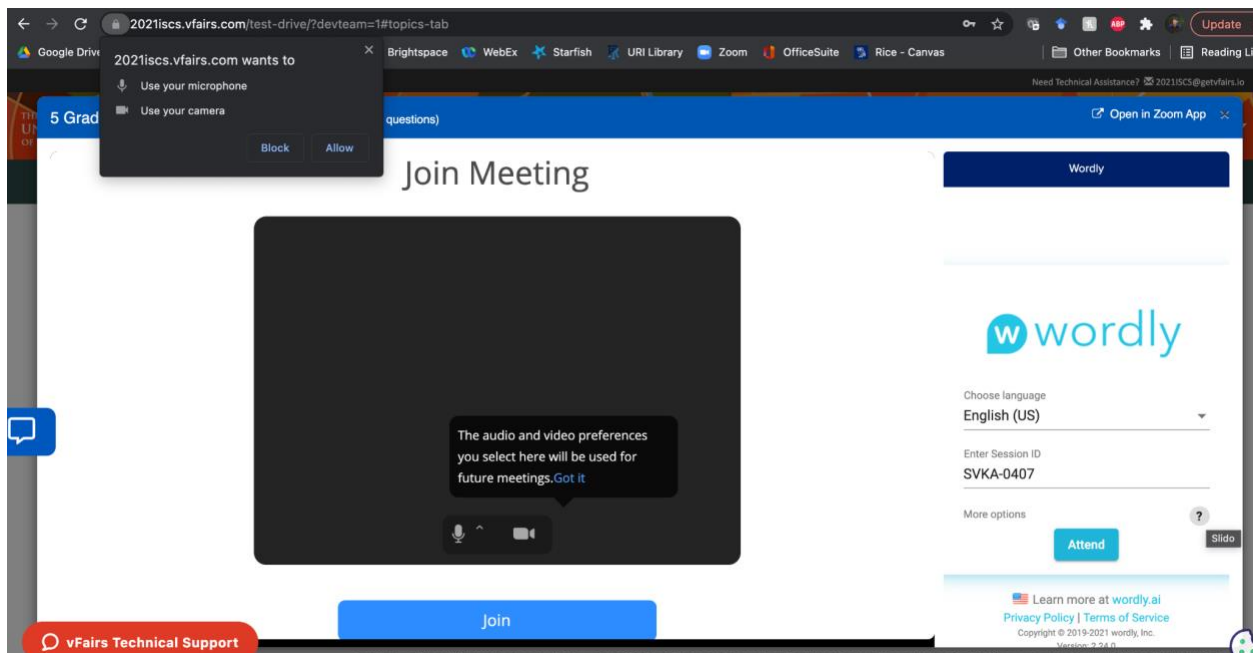 2021iscs.vfairs.com/test-drive/?devteam=1#topics-tab
Update
Google Drive
Brightspace
WebEx
Starfish
URI Library
Zoom
OfficeSuite
Rice - Canvas
Other Bookmarks
Reading Li
2021iscs.vfairs.com wants to
Use your microphone
Use your camera
Block
Allow
Need Technical Assistance? 2021ISCS@getvfairs.io
5 Grad
questions)
Open in Zoom App
Join Meeting
The audio and video preferences
you select here will be used for
future meetings.Got it
Join
Wordly
wordly
Choose language
English (US)
Enter Session ID
SVKA-0407
More options
?
Slido
Attend
Learn more at wordly.ai
Privacy Policy | Terms of Service
Copyright © 2019-2021 wordly, Inc.
Version: 2.24.0
vFairs Technical Support